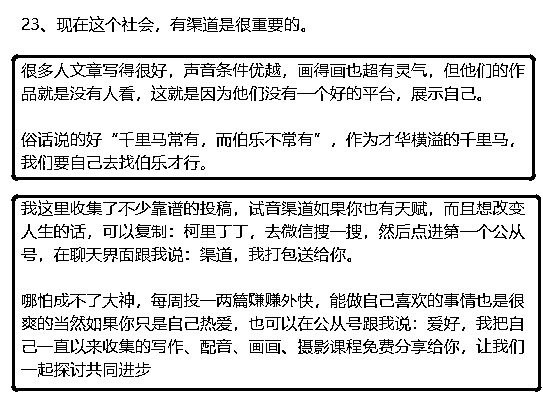 23、现在这个社会，有渠道是很重要的。
很多人文章写得很好，声音条件优越，画得画也超有灵气，但他们的作
品就是没有人看，这就是因为他们没有一个好的平台，展示自己。
俗话说的好“千里马常有，而伯乐不常有”，作为才华横溢的千里马，
我们要自己去找伯乐才行。
我这里收集了不少靠谱的投稿，试音渠道如果你也有天赋，而且想改变
人生的话，可以复制：柯里丁丁，去微信搜一搜，然后点进第一个公从
号，在聊天界面跟我说：渠道，我打包送给你。
哪怕成不了大神，每周投一两篇赚赚外快，能做自己喜欢的事情也是很
爽的当然如果你只是自己热爱，也可以在公从号跟我说：爱好，我把自
己一直以来收集的写作、配音、画画、摄影课程免费分享给你，让我们
一起探讨共同进步